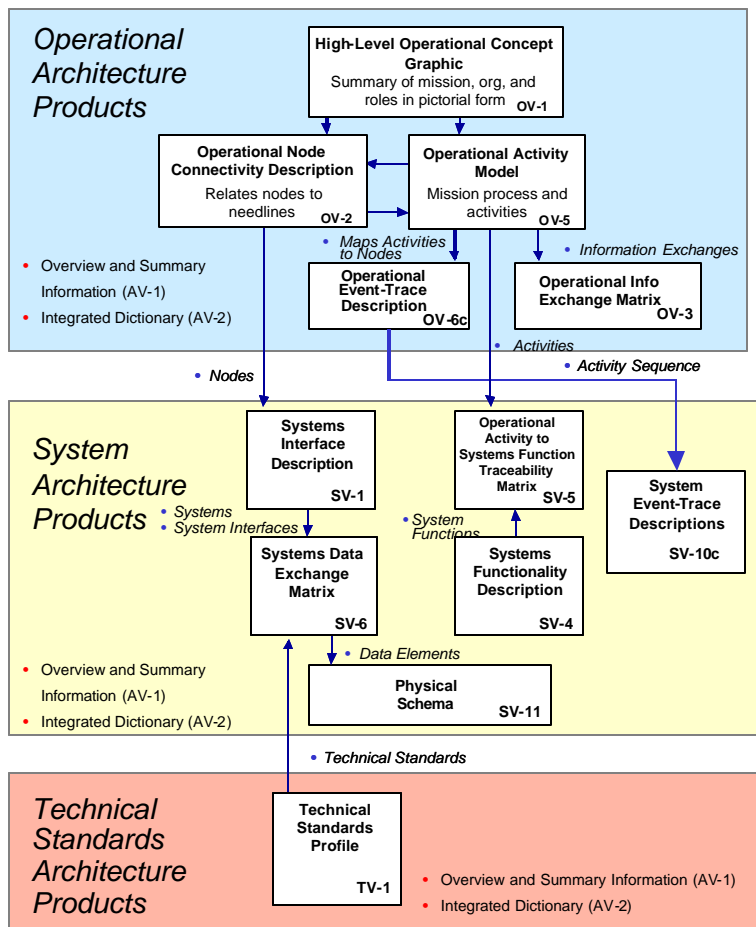 Operational
Architecture
Products
High-Level Operational Concept
Graphic
Summary of mission, org, and
roles in pictorial form
OV-1
Operational Node
Connectivity Description
Relates nodes to
needlines
OV-2
Operational Activity
Model
Mission process and
activities
OV-5
• Maps Activities
to Nodes
• Information Exchanges
• Overview and Summary
Information (AV-1)
• Integrated Dictionary (AV-2)
Operational
Event-Trace
Description
OV-6c
Operational Info
Exchange Matrix
OV-3
• Activities
• Activity Sequence
• Nodes
System
Architecture
Products
Systems
Interface
Description
SV-1
Operational
Activity to
Systems Function
Traceability
Matrix
SV-5
System
Event-Trace
Descriptions
SV-10c
• Systems
• System Interfaces
• System
Functions
Systems Data
Exchange
Matrix
SV-6
Systems
Functionality
Description
SV-4
• Data Elements
• Overview and Summary
Information (AV-1)
• Integrated Dictionary (AV-2)
Physical
Schema
SV-11
• Technical Standards
Technical
Standards
Architecture
Products
Technical
Standards
Profile
TV-1
• Overview and Summary Information (AV-1)
• Integrated Dictionary (AV-2)